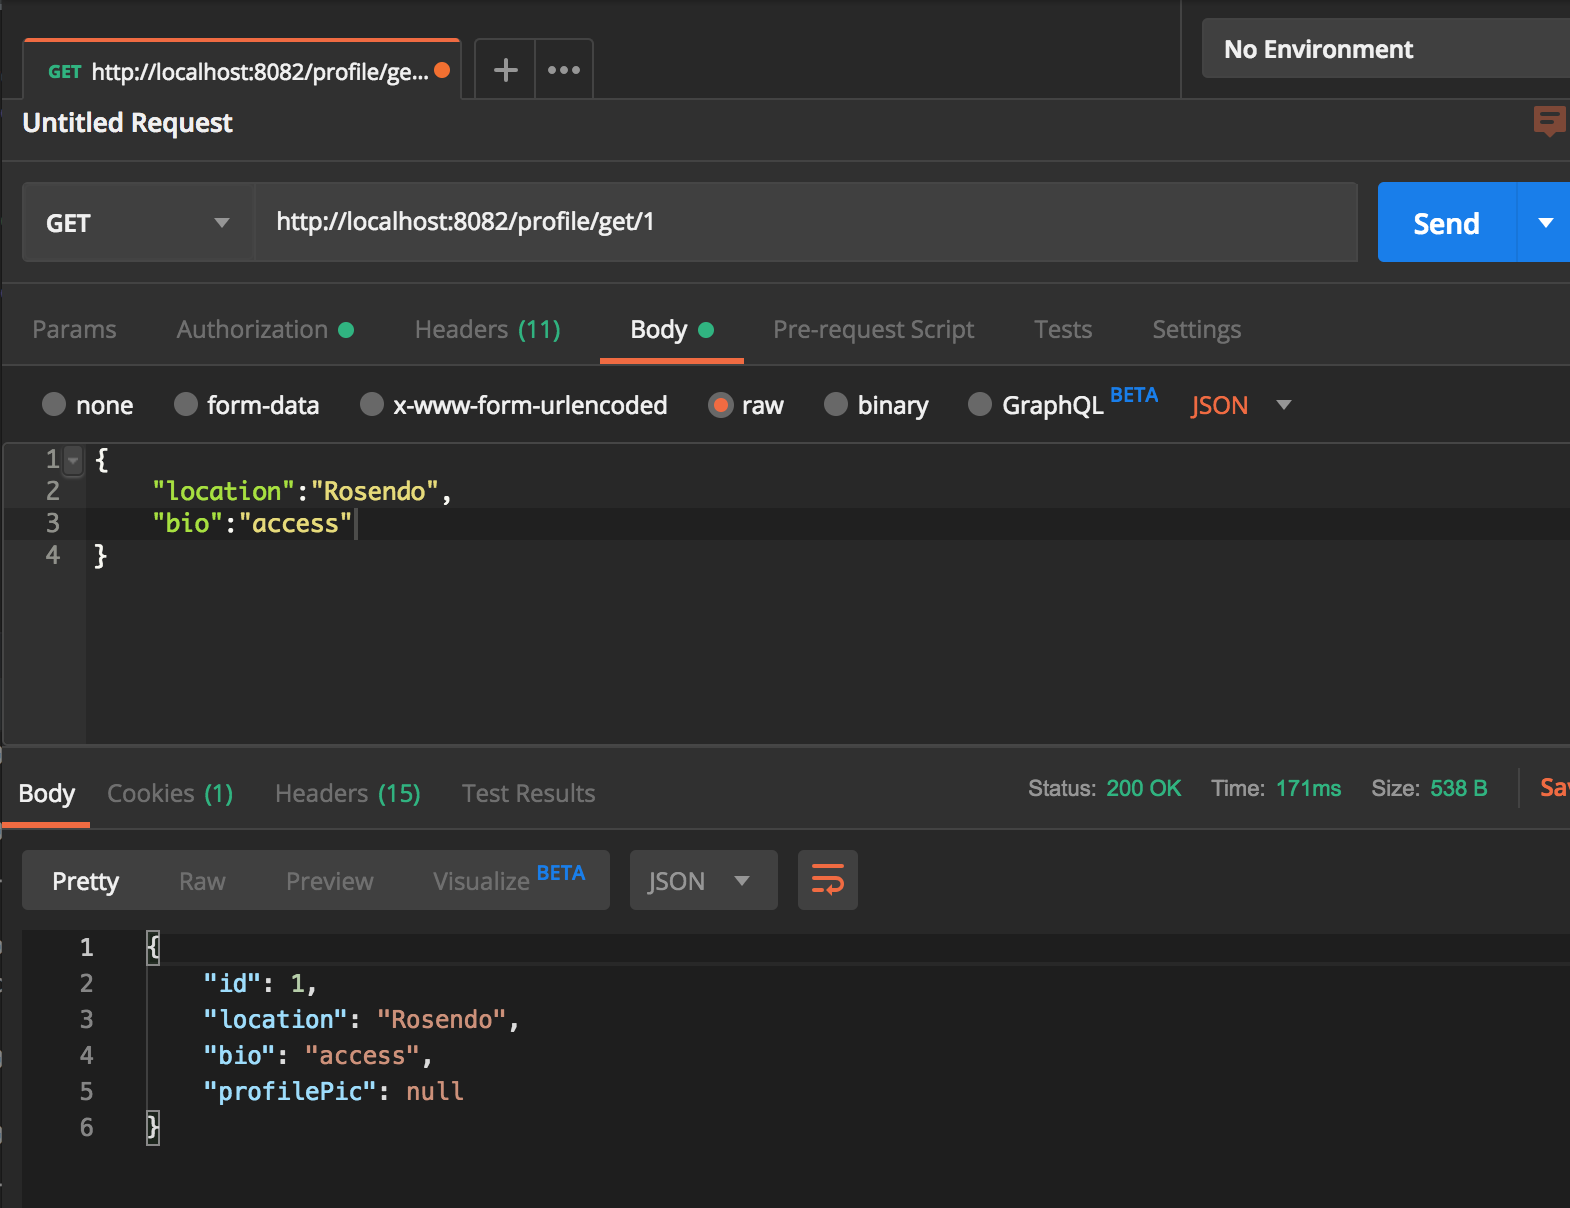 GET http://localhost:8082/profile/ge...
No Environment
Untitled Request
GET http://localhost:8082/profile/get/1 Send
Params Authorization Headers (11) Body Pre-request Script Tests Settings
none form-data x-www-form-urlencoded raw binary GraphQL BETA JSON
1 {
2 "location":"Rosendo",
3 "bio":"access"
4 }
Body Cookies (1) Headers (15) Test Results Status: 200 OK Time: 171ms Size: 538 B Sa
Pretty Raw Preview Visualize BETA JSON
1 {
2 "id": 1,
3 "location": "Rosendo",
4 "bio": "access",
5 "profilePic": null
6 }